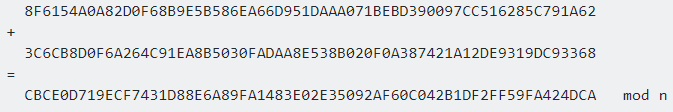 8F6154A0A82D0F68B9E5B586EA66D951DAAA071BEBD390097CC516285C791A62
+
3C6CB8D0F6A264C91EA8B5030FADAA8E538B020F0A387421A12DE9319DC93368
=
CBCE0D719ECF7431D88E6A89FA1483E02E35092AF60C042B1DF2FF59FA424DCA mod n